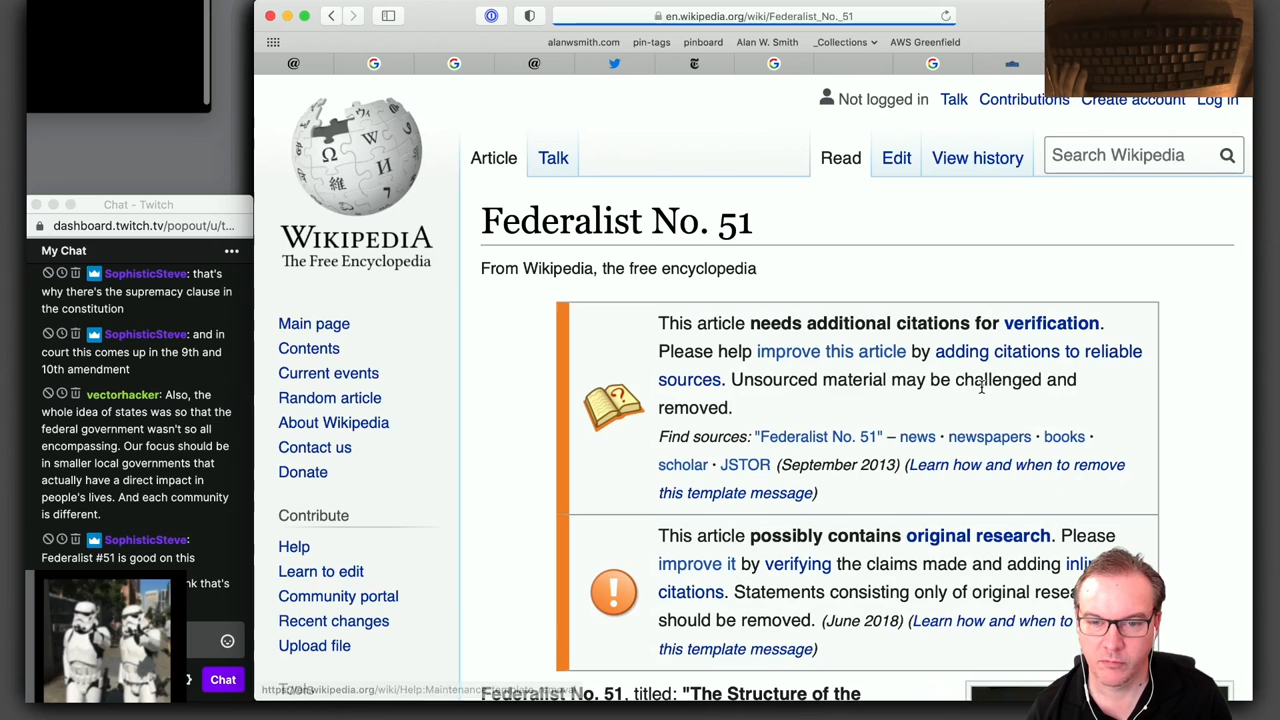 en.wikipedia.org/wiki/Federalist_No._51
alanwsmith.com
pin-tags
pinboard
Alan W. Smith
_Collections
AWS Greenfield
Not logged in
Talk
Contributions
Create account
Log in
WIKIPEDIA
The Free Encyclopedia
Article
Talk
Read
Edit
View history
Search Wikipedia
Federalist No. 51
From Wikipedia, the free encyclopedia
This article needs additional citations for verification.
Please help improve this article by adding citations to reliable
sources. Unsourced material may be challenged and
removed.
Find sources: "Federalist No. 51" – news · newspapers · books ·
scholar · JSTOR (September 2013) (Learn how and when to remove
this template message)
This article possibly contains original research. Please
improve it by verifying the claims made and adding
citations. Statements consisting only of original
should be removed. (June 2018) (Learn how and when to
this template message)
Federalist No. 51, titled: "The Structure of the
Main page
Contents
Current events
Random article
About Wikipedia
Contact us
Donate
Contribute
Help
Learn to edit
Community portal
Recent changes
Upload file
Tools
Chat - Twitch
dashboard.twitch.tv/popout/u/t...
My Chat
SophisticSteve: that's
why there's the supremacy clause in
the constitution
SophisticSteve: and in
court this comes up in the 9th and
10th amendment
vectorhacker: Also, the
whole idea of states was so that the
federal government wasn't so all
encompassing. Our focus should be
in smaller local governments that
actually have a direct impact in
people's lives. And each community
is different.
SophisticSteve:
Federalist #51 is good on this
that's
Chat